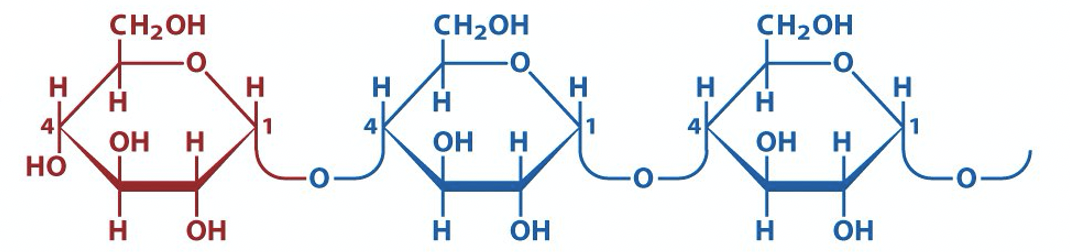 CH₂OH CH₂OH CH₂OH
O O O
H H H H H H
H H H
4 1 4 1 4 1
OH H OH H OH H
HO
O O O
H OH H OH H OH